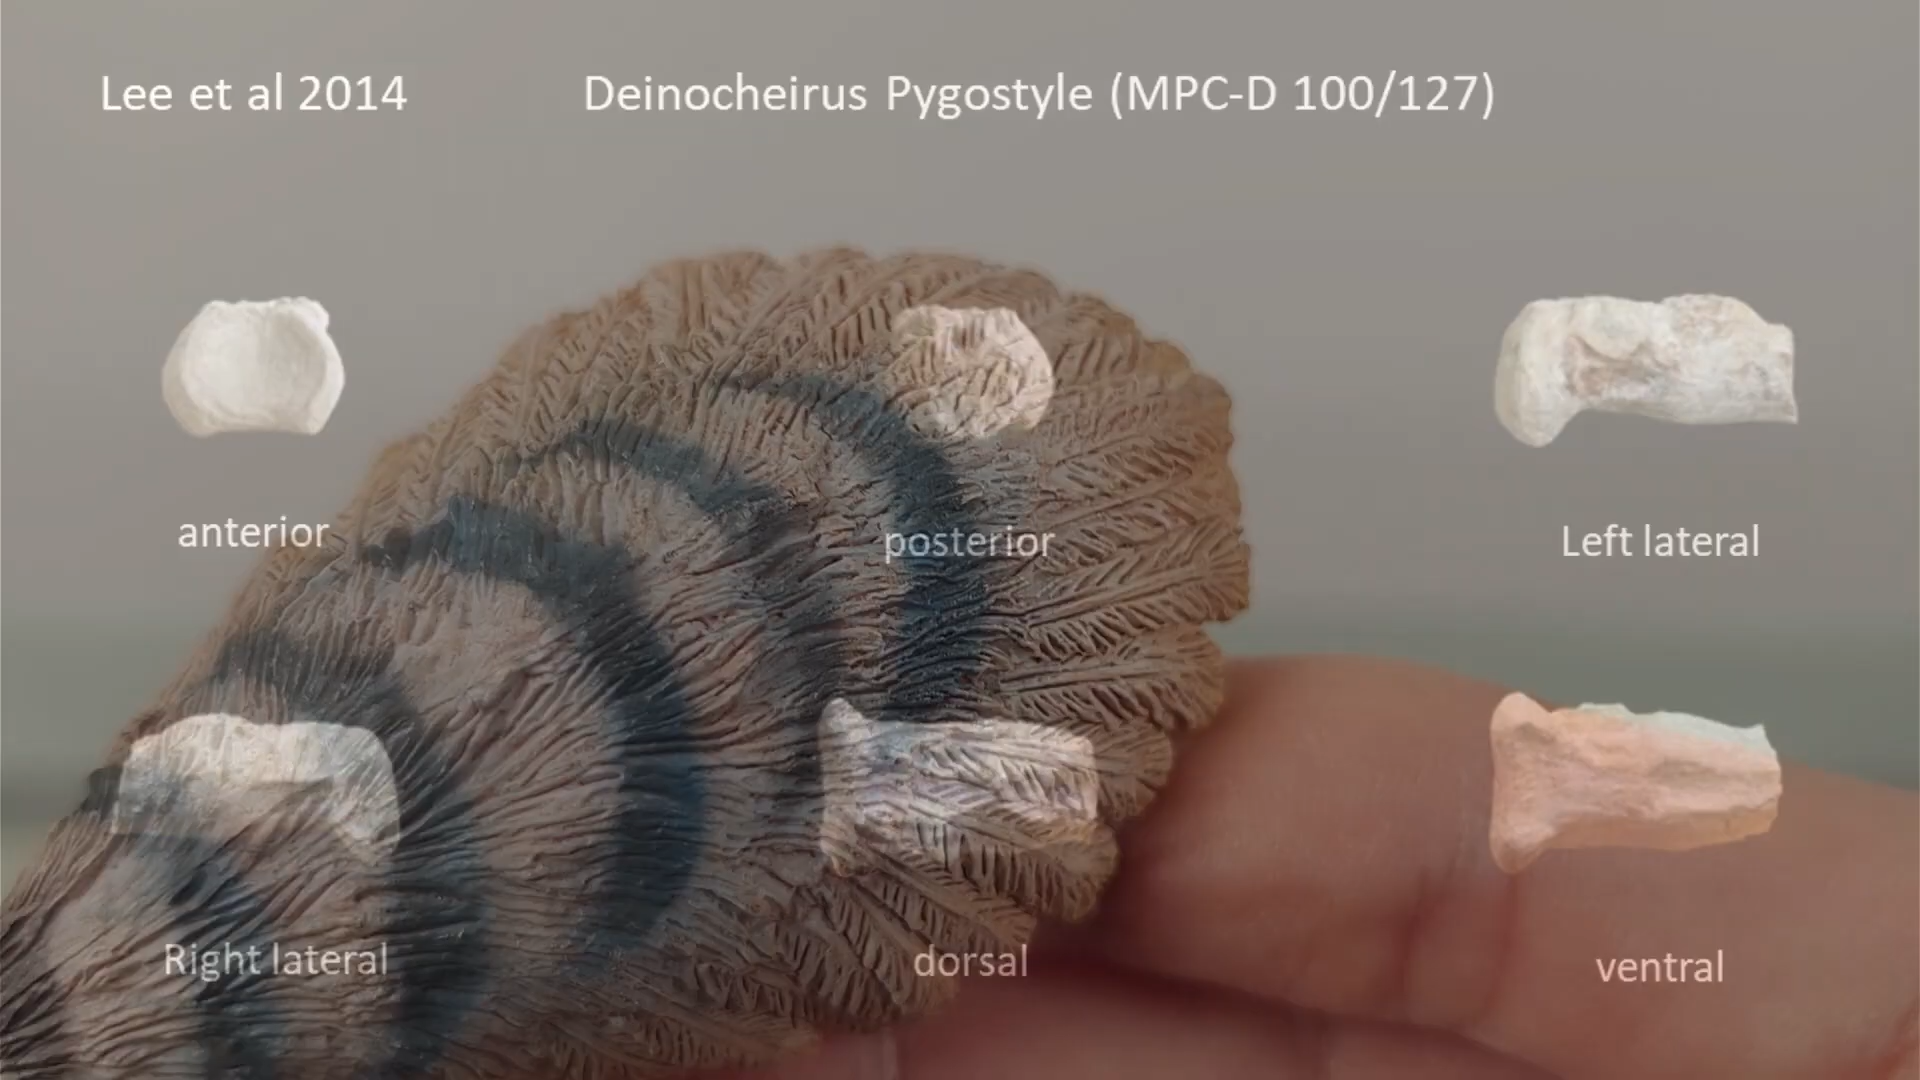 Lee et al 2014
Deinocheirus Pygostyle (MPC-D 100/127)
anterior
posterior
Left lateral
Right lateral
dorsal
ventral